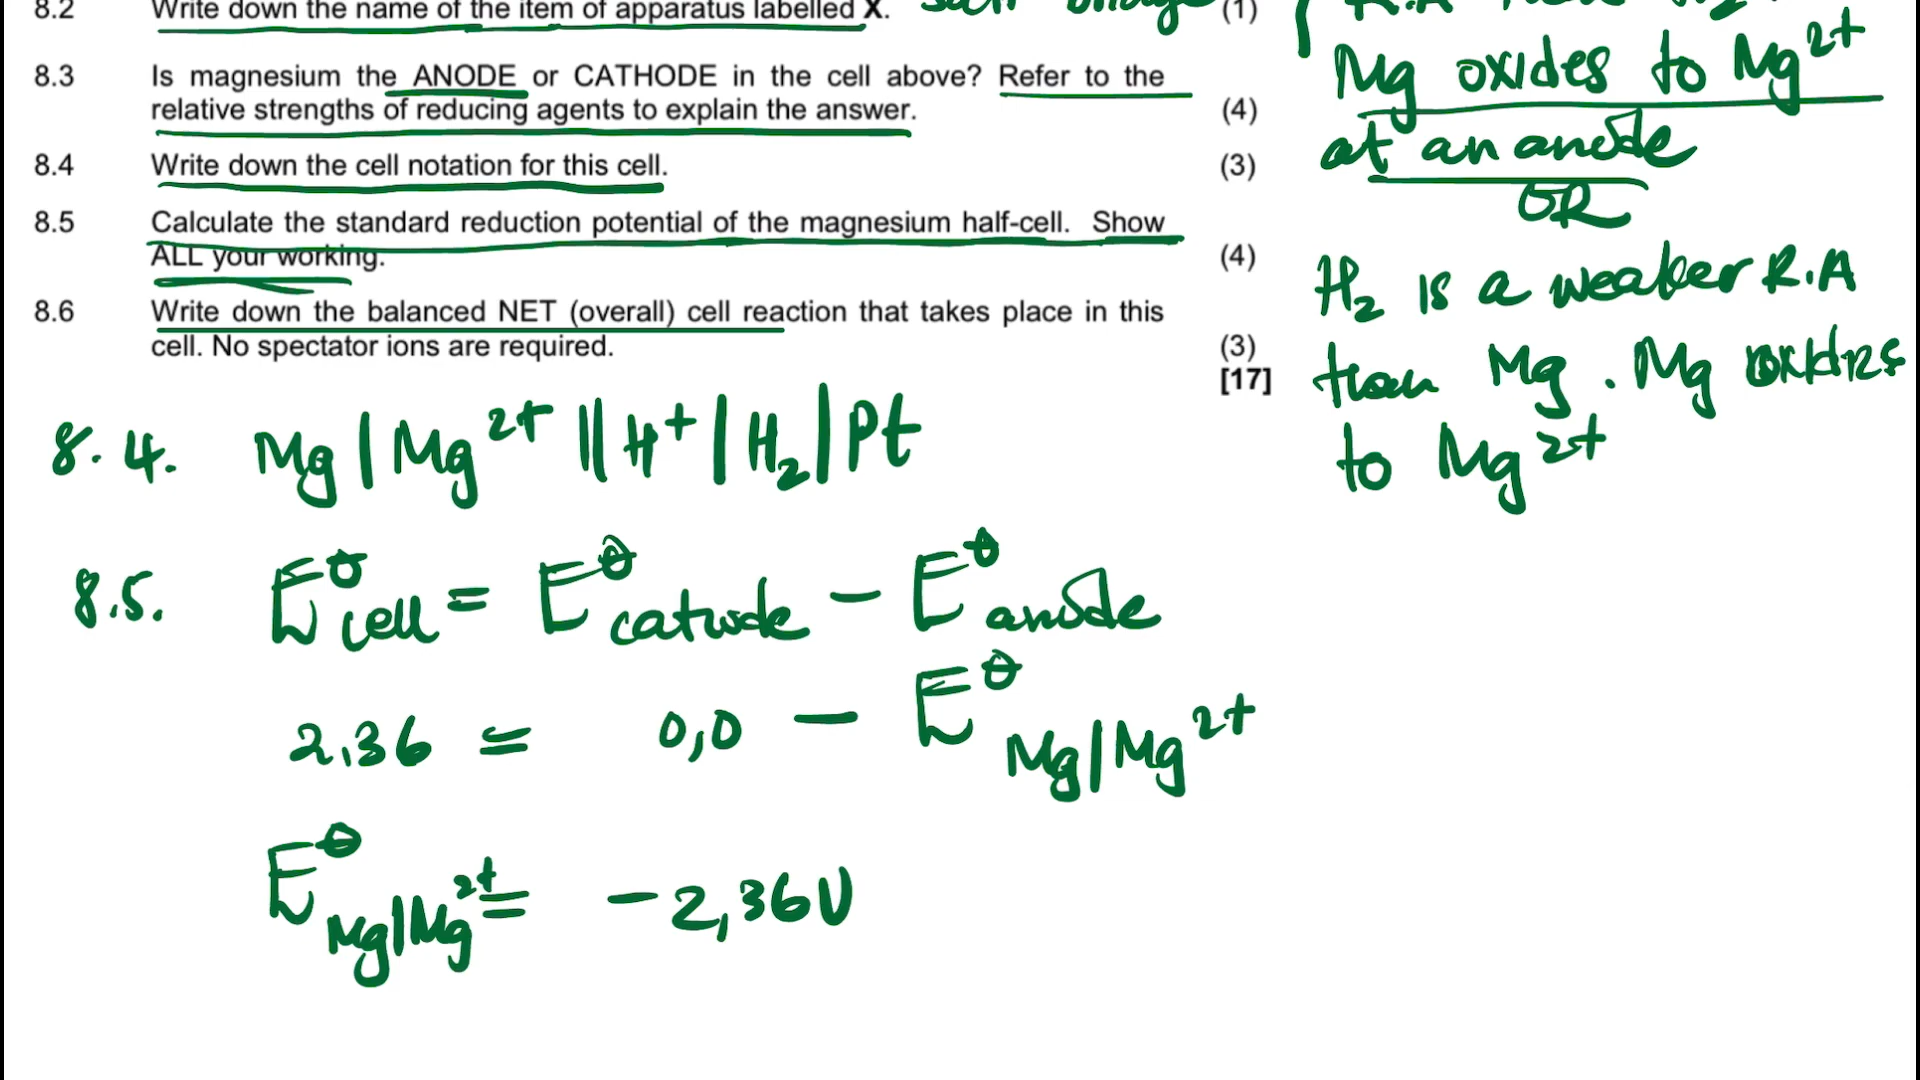 8.2 Write down the name of the item of apparatus labelled X. (1)
8.3 Is magnesium the ANODE or CATHODE in the cell above? Refer to the
relative strengths of reducing agents to explain the answer. (4)
8.4 Write down the cell notation for this cell. (3)
8.5 Calculate the standard reduction potential of the magnesium half-cell. Show
ALL your working. (4)
8.6 Write down the balanced NET (overall) cell reaction that takes place in this
cell. No spectator ions are required. (3)
[17]
R.A
Mg oxides to Mg²⁺
at an anode
OR
H₂ is a weaker R.A
than Mg. Mg
to Mg²⁺
8.4. Mg | Mg²⁺ || H⁺ | H₂ | Pt
8.5. E°cell = E°catode – E°anode
2,36 = 0,0 – E°Mg/Mg²⁺
E°Mg|Mg²⁺ = –2,36V